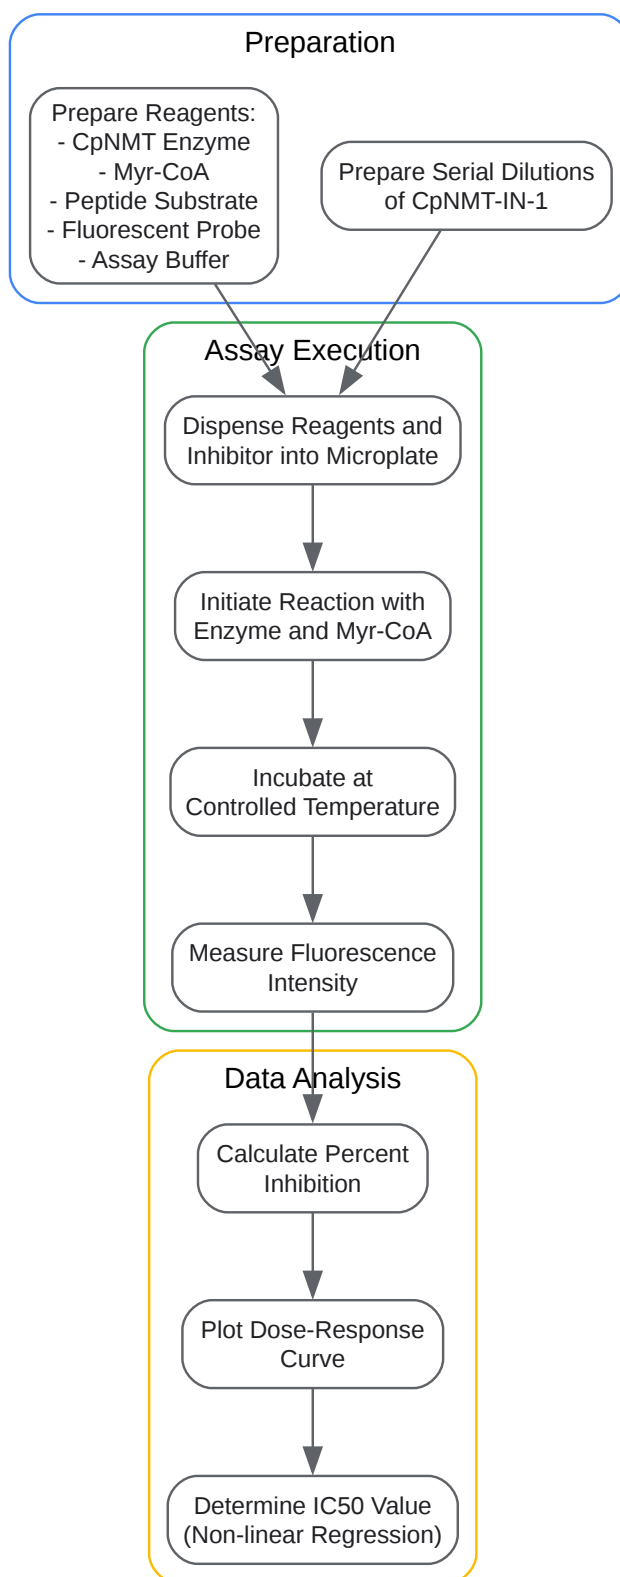 Preparation
Prepare Reagents:
- CpNMT Enzyme
- Myr-CoA
- Peptide Substrate
- Fluorescent Probe
- Assay Buffer
Prepare Serial Dilutions
of CpNMT-IN-1
Assay Execution
Dispense Reagents and
Inhibitor into Microplate
Initiate Reaction with
Enzyme and Myr-CoA
Incubate at
Controlled Temperature
Measure Fluorescence
Intensity
Data Analysis
Calculate Percent
Inhibition
Plot Dose-Response
Curve
Determine IC50 Value
(Non-linear Regression)